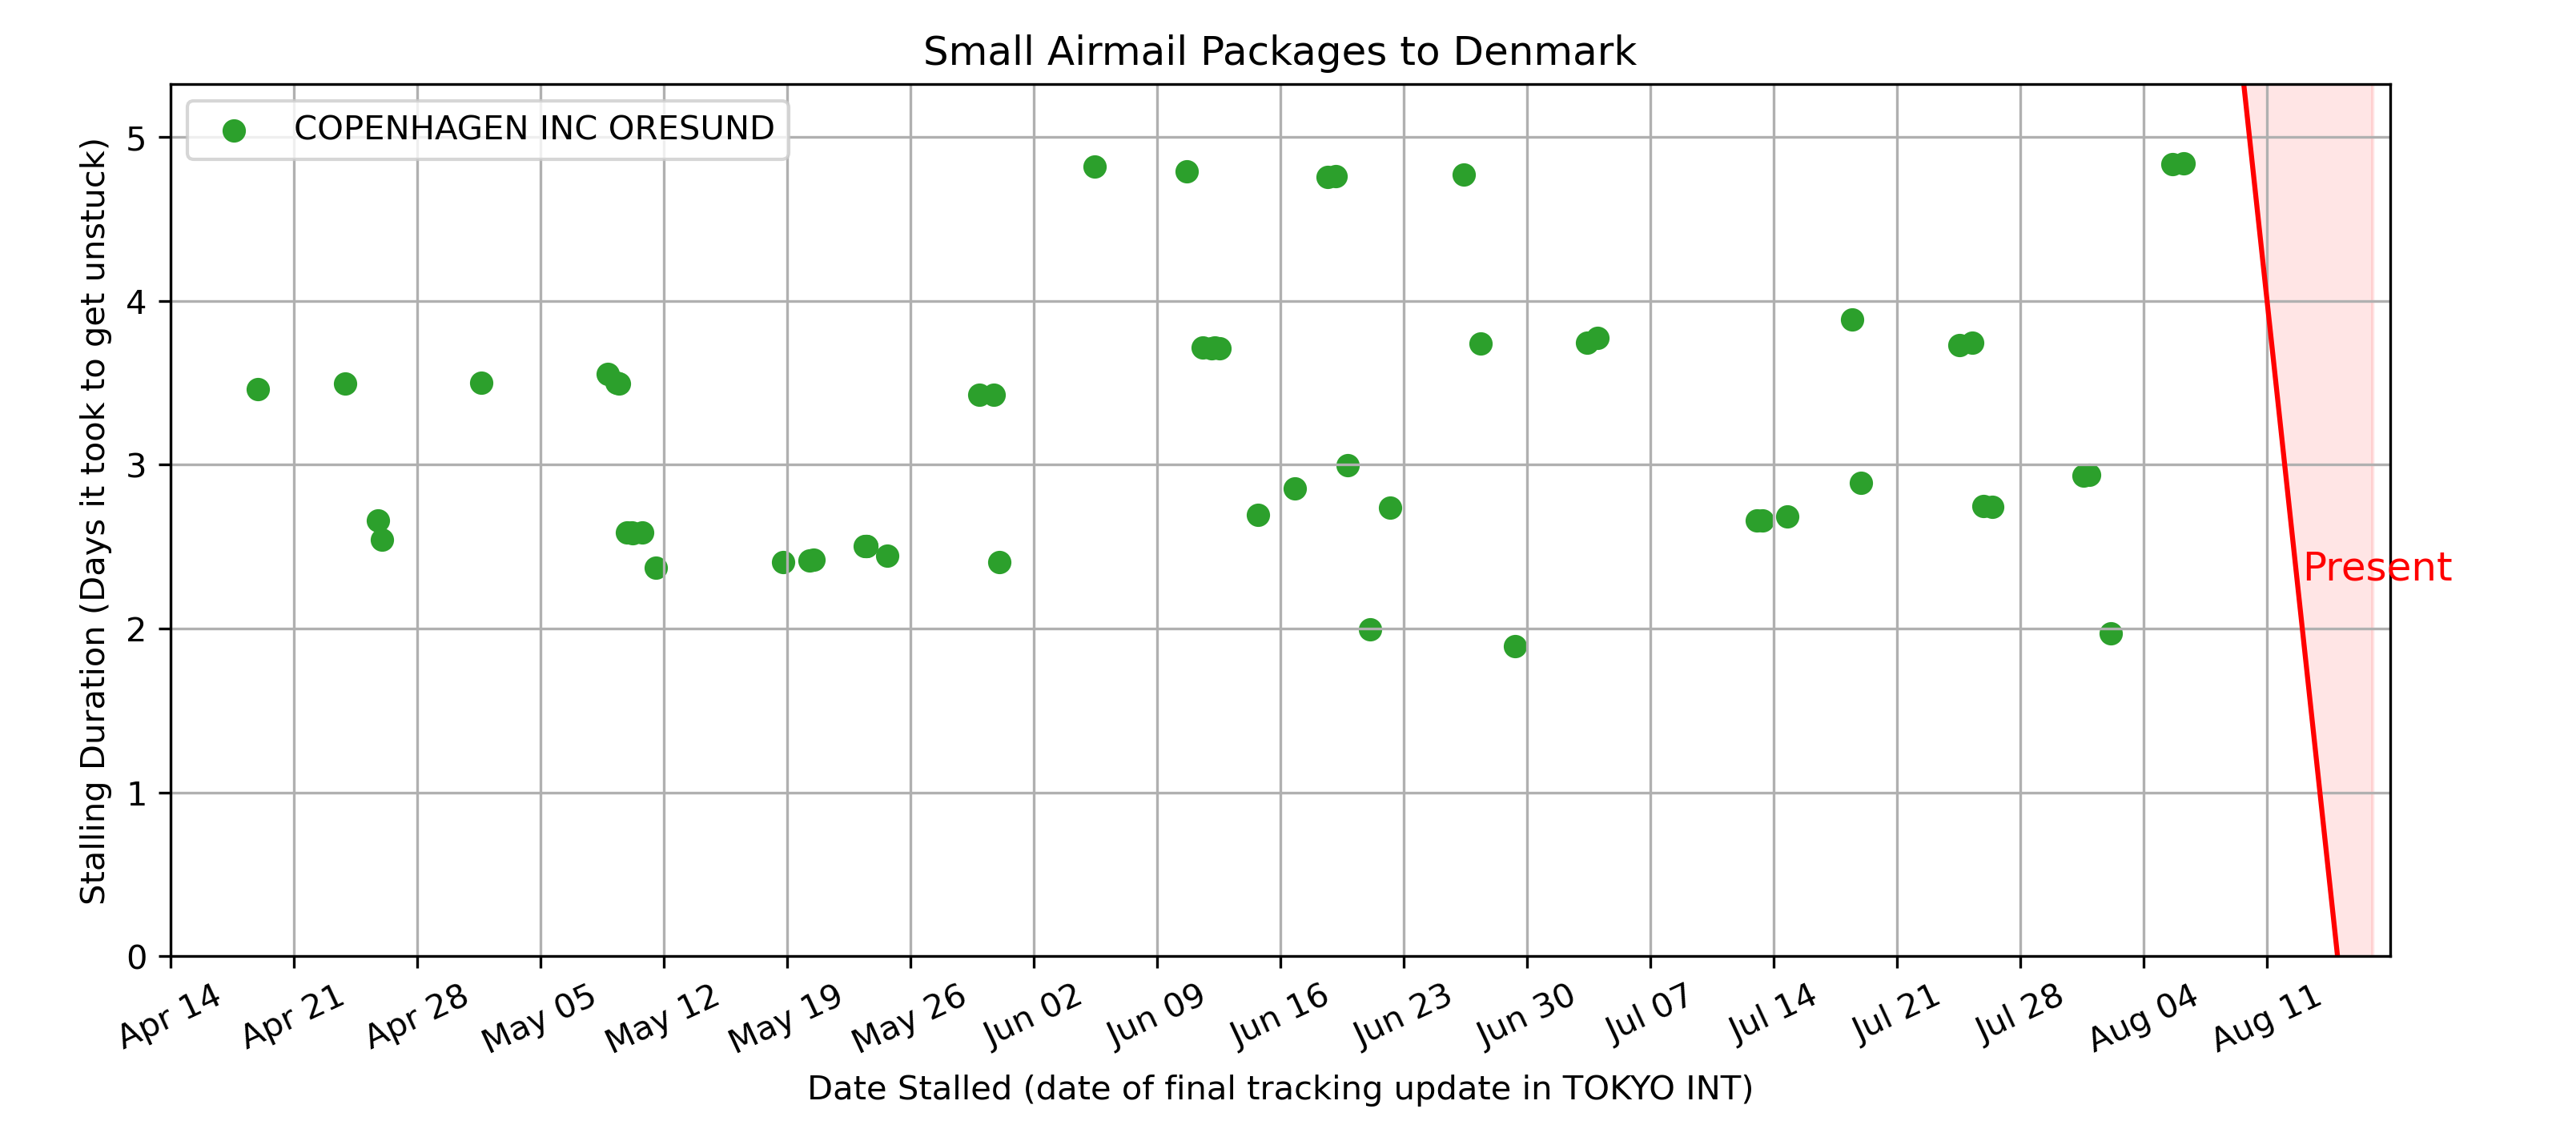 Small Airmail Packages to Denmark
COPENHAGEN INC ORESUND
Stalling Duration (Days it took to get unstuck)
5
4
3
2
1
0
Present
Apr 14
Apr 21
Apr 28
May 05
May 12
May 19
May 26
Jun 02
Jun 09
Jun 16
Jun 23
Jun 30
Jul 07
Jul 14
Jul 21
Jul 28
Aug 04
Aug 11
Date Stalled (date of final tracking update in TOKYO INT)